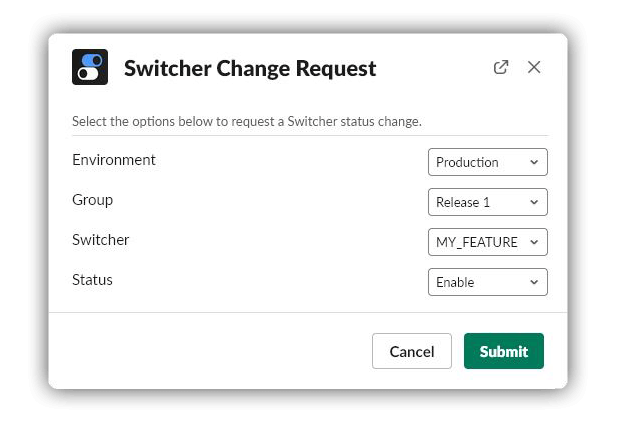 Switcher Change Request
Select the options below to request a Switcher status change.
Environment Production
Group Release 1
Switcher MY_FEATURE
Status Enable
Cancel Submit